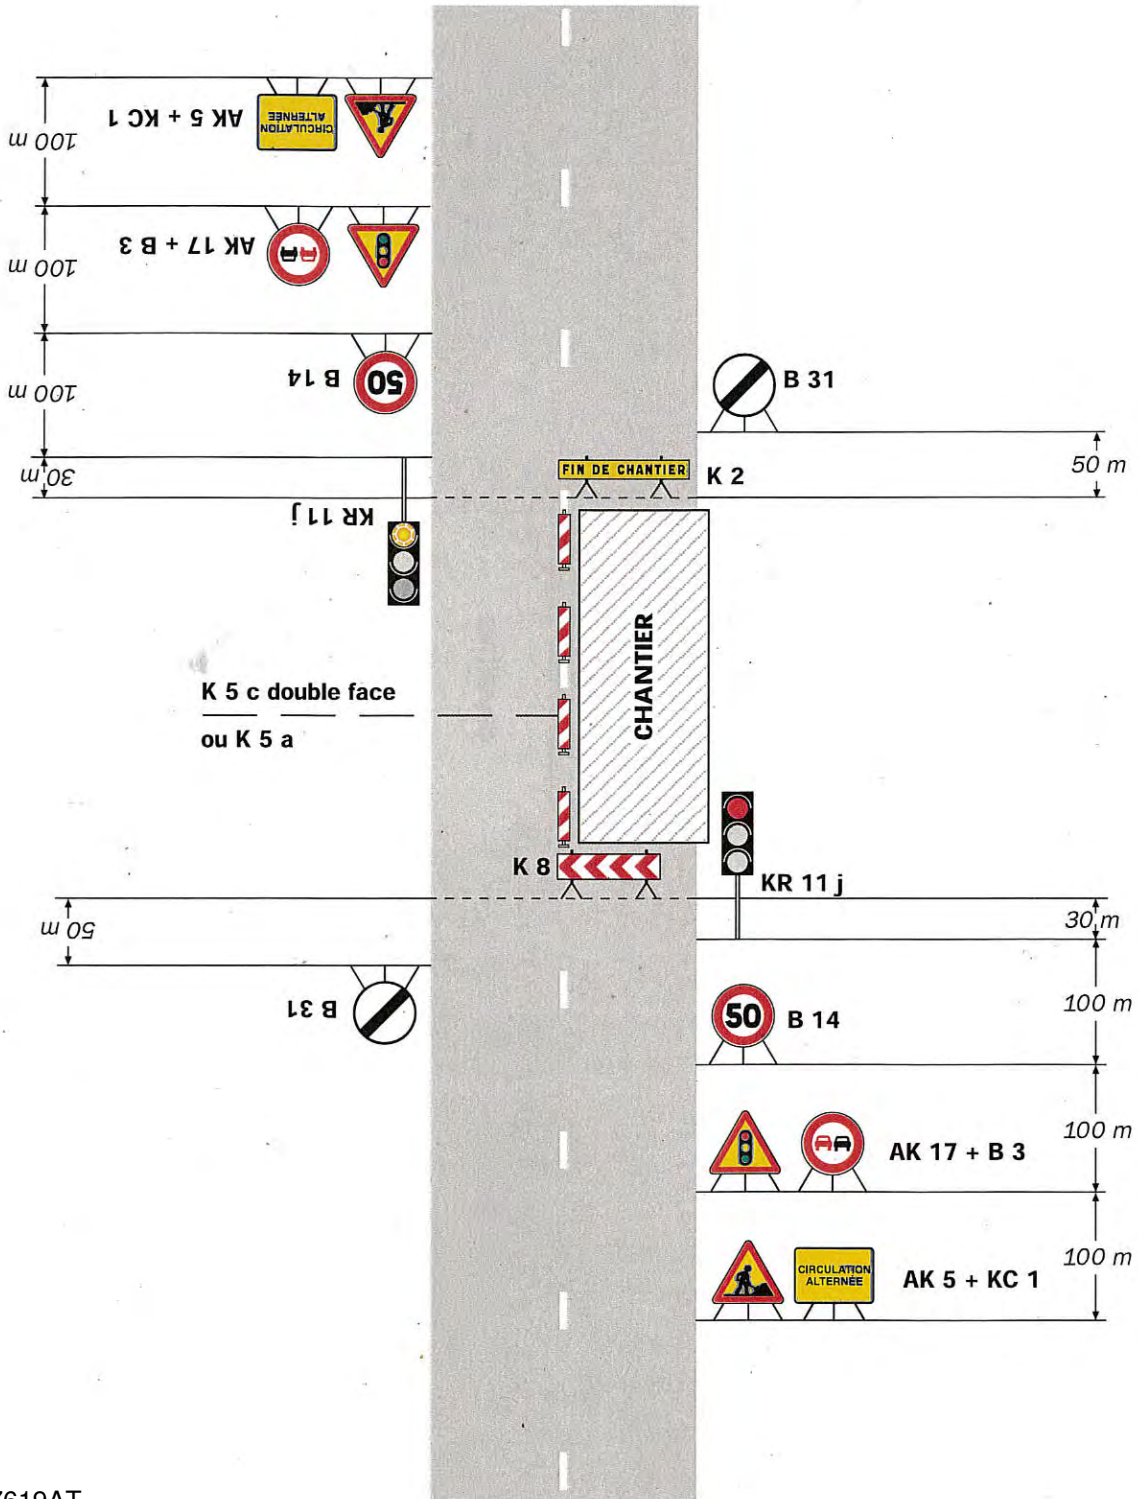 100 m
AK 5 + KC 1
CIRCULATION
ALTERNÉE
100 m
AK 17 + B 3
100 m
B 14
50
B 31
30 m
50 m
FIN DE CHANTIER
K 2
KR 11 j
CHANTIER
K 5 c double face
ou K 5 a
K 8
KR 11 j
50 m
30 m
B 31
50
B 14
100 m
AK 17 + B 3
100 m
CIRCULATION
ALTERNÉE
AK 5 + KC 1
100 m